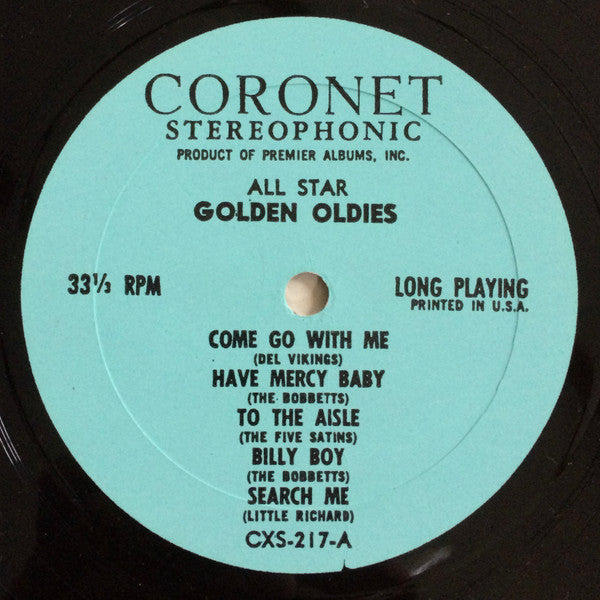 CORONET
STEREOPHONIC
PRODUCT OF PREMIER ALBUMS, INC.
ALL STAR
GOLDEN OLDIES
33⅓ RPM
LONG PLAYING
PRINTED IN U.S.A.
COME GO WITH ME
(DEL VIKINGS)
HAVE MERCY BABY
(THE BOBBETTS)
TO THE AISLE
(THE FIVE SATINS)
BILLY BOY
(THE BOBBETTS)
SEARCH ME
(LITTLE RICHARD)
CXS-217-A